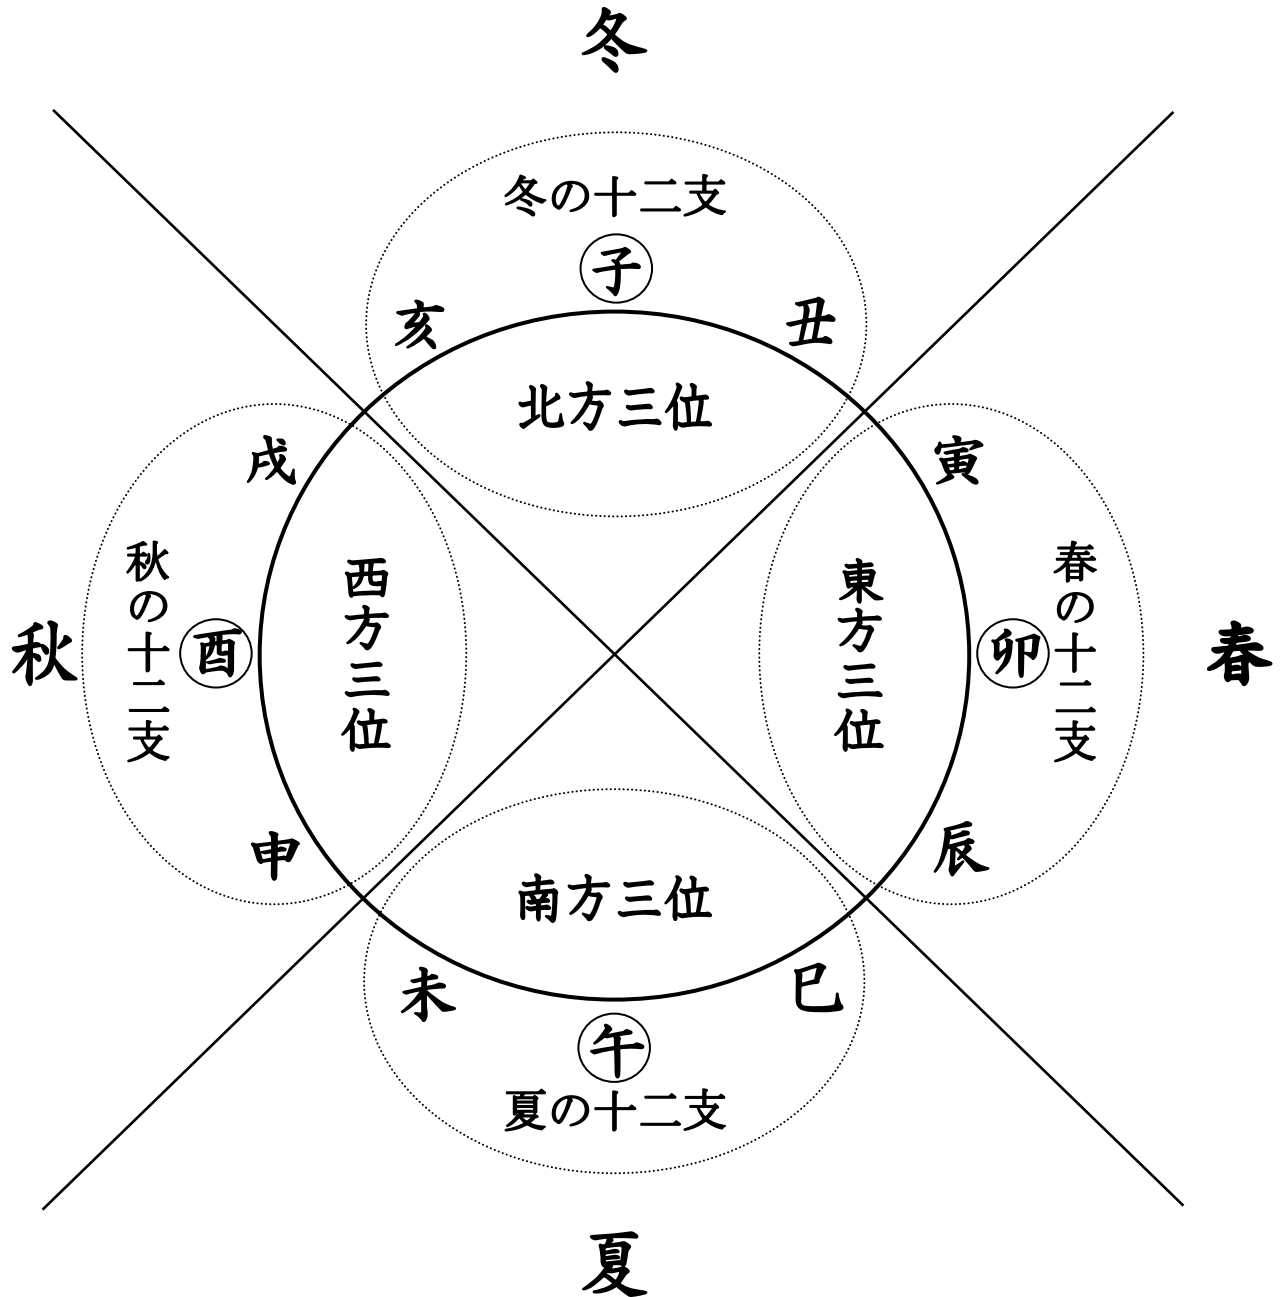 冬
冬の十二支
子
亥
丑
北方三位
戌
寅
秋
秋の十二支
酉
西方三位
東方三位
卯
春の十二支
春
申
辰
南方三位
未
巳
午
夏の十二支
夏